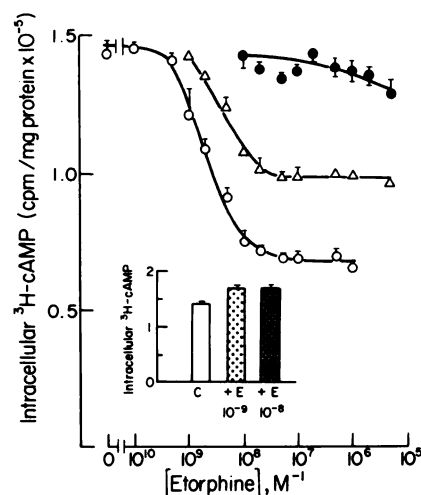 Intracellular ³H-cAMP (cpm/mg protein x 10⁻⁵)
1.5
1.0
0.5
Intracellular ³H-cAMP
2
1
0
C
+ E
10⁻⁹
+ E
10⁻⁸
0
10¹⁰
10⁹
10⁸
10⁷
10⁶
10⁵
[Etorphine], M⁻¹